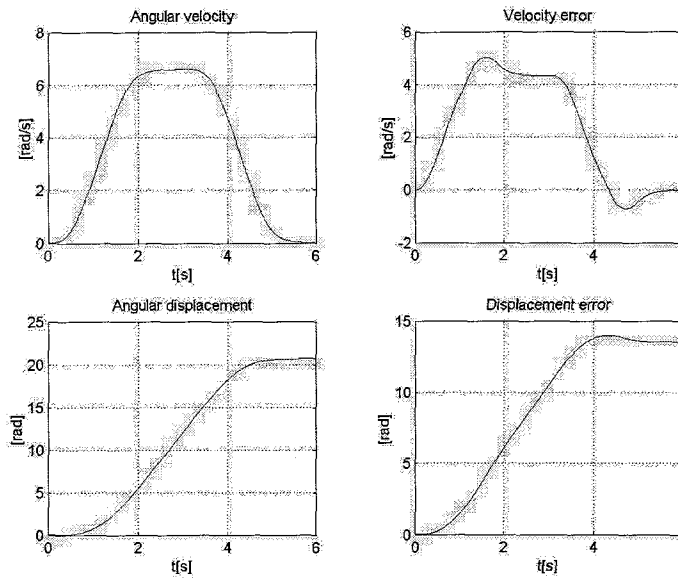 Angular velocity
8
6
4
2
0
[rad/s]
0 2 4 6
t[s]
Velocity error
6
4
2
0
-2
[rad/s]
0 2 4
t[s]
Angular displacement
25
20
15
10
5
0
[rad]
0 2 4 6
t[s]
Displacement error
15
10
5
0
[rad]
0 2 4
t[s]